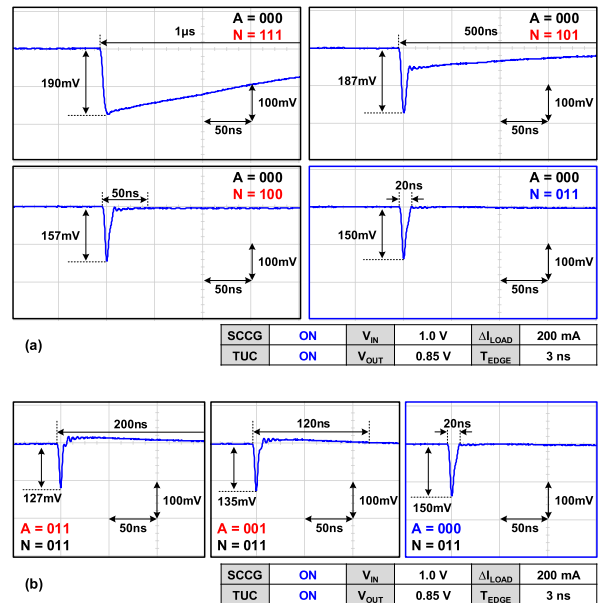 A = 000
N = 111
1µs
190mV
100mV
50ns
A = 000
N = 101
500ns
187mV
100mV
50ns
A = 000
N = 100
50ns
157mV
100mV
50ns
A = 000
N = 011
20ns
150mV
100mV
50ns
(a)
SCCG ON VIN 1.0 V ΔILOAD 200 mA
TUC ON VOUT 0.85 V TEDGE 3 ns
200ns
127mV
100mV
50ns
A = 011
N = 011
120ns
135mV
100mV
50ns
A = 001
N = 011
20ns
150mV
100mV
50ns
A = 000
N = 011
(b)
SCCG ON VIN 1.0 V ΔILOAD 200 mA
TUC ON VOUT 0.85 V TEDGE 3 ns